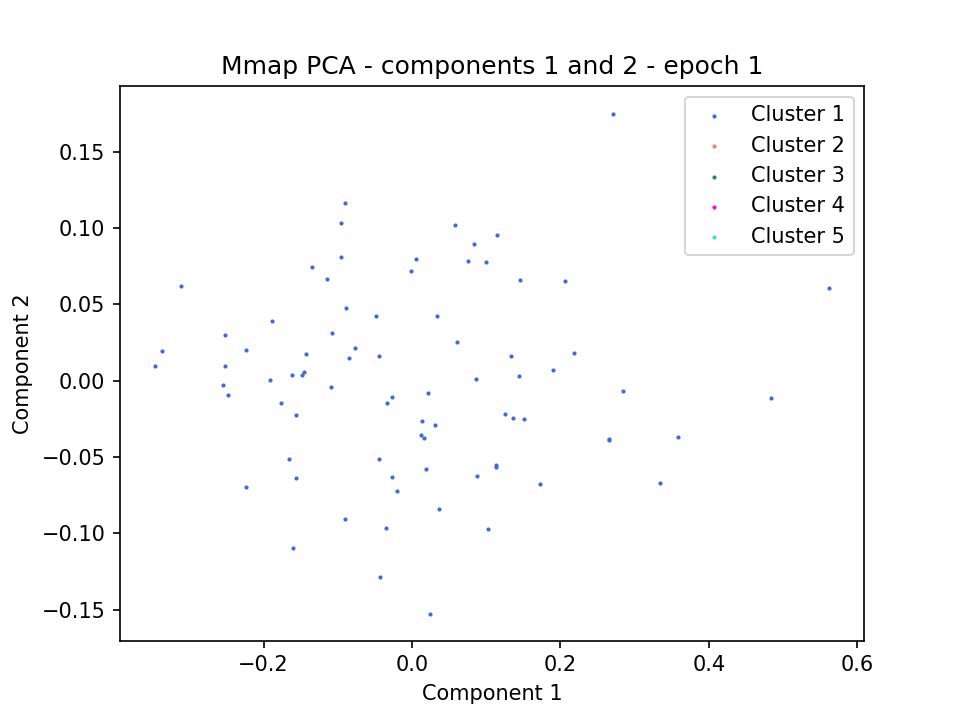 Mmap PCA - components 1 and 2 - epoch 1
Cluster 1
Cluster 2
Cluster 3
Cluster 4
Cluster 5
0.15
0.10
0.05
0.00
−0.05
−0.10
−0.15
Component 2
−0.2
0.0
0.2
0.4
0.6
Component 1